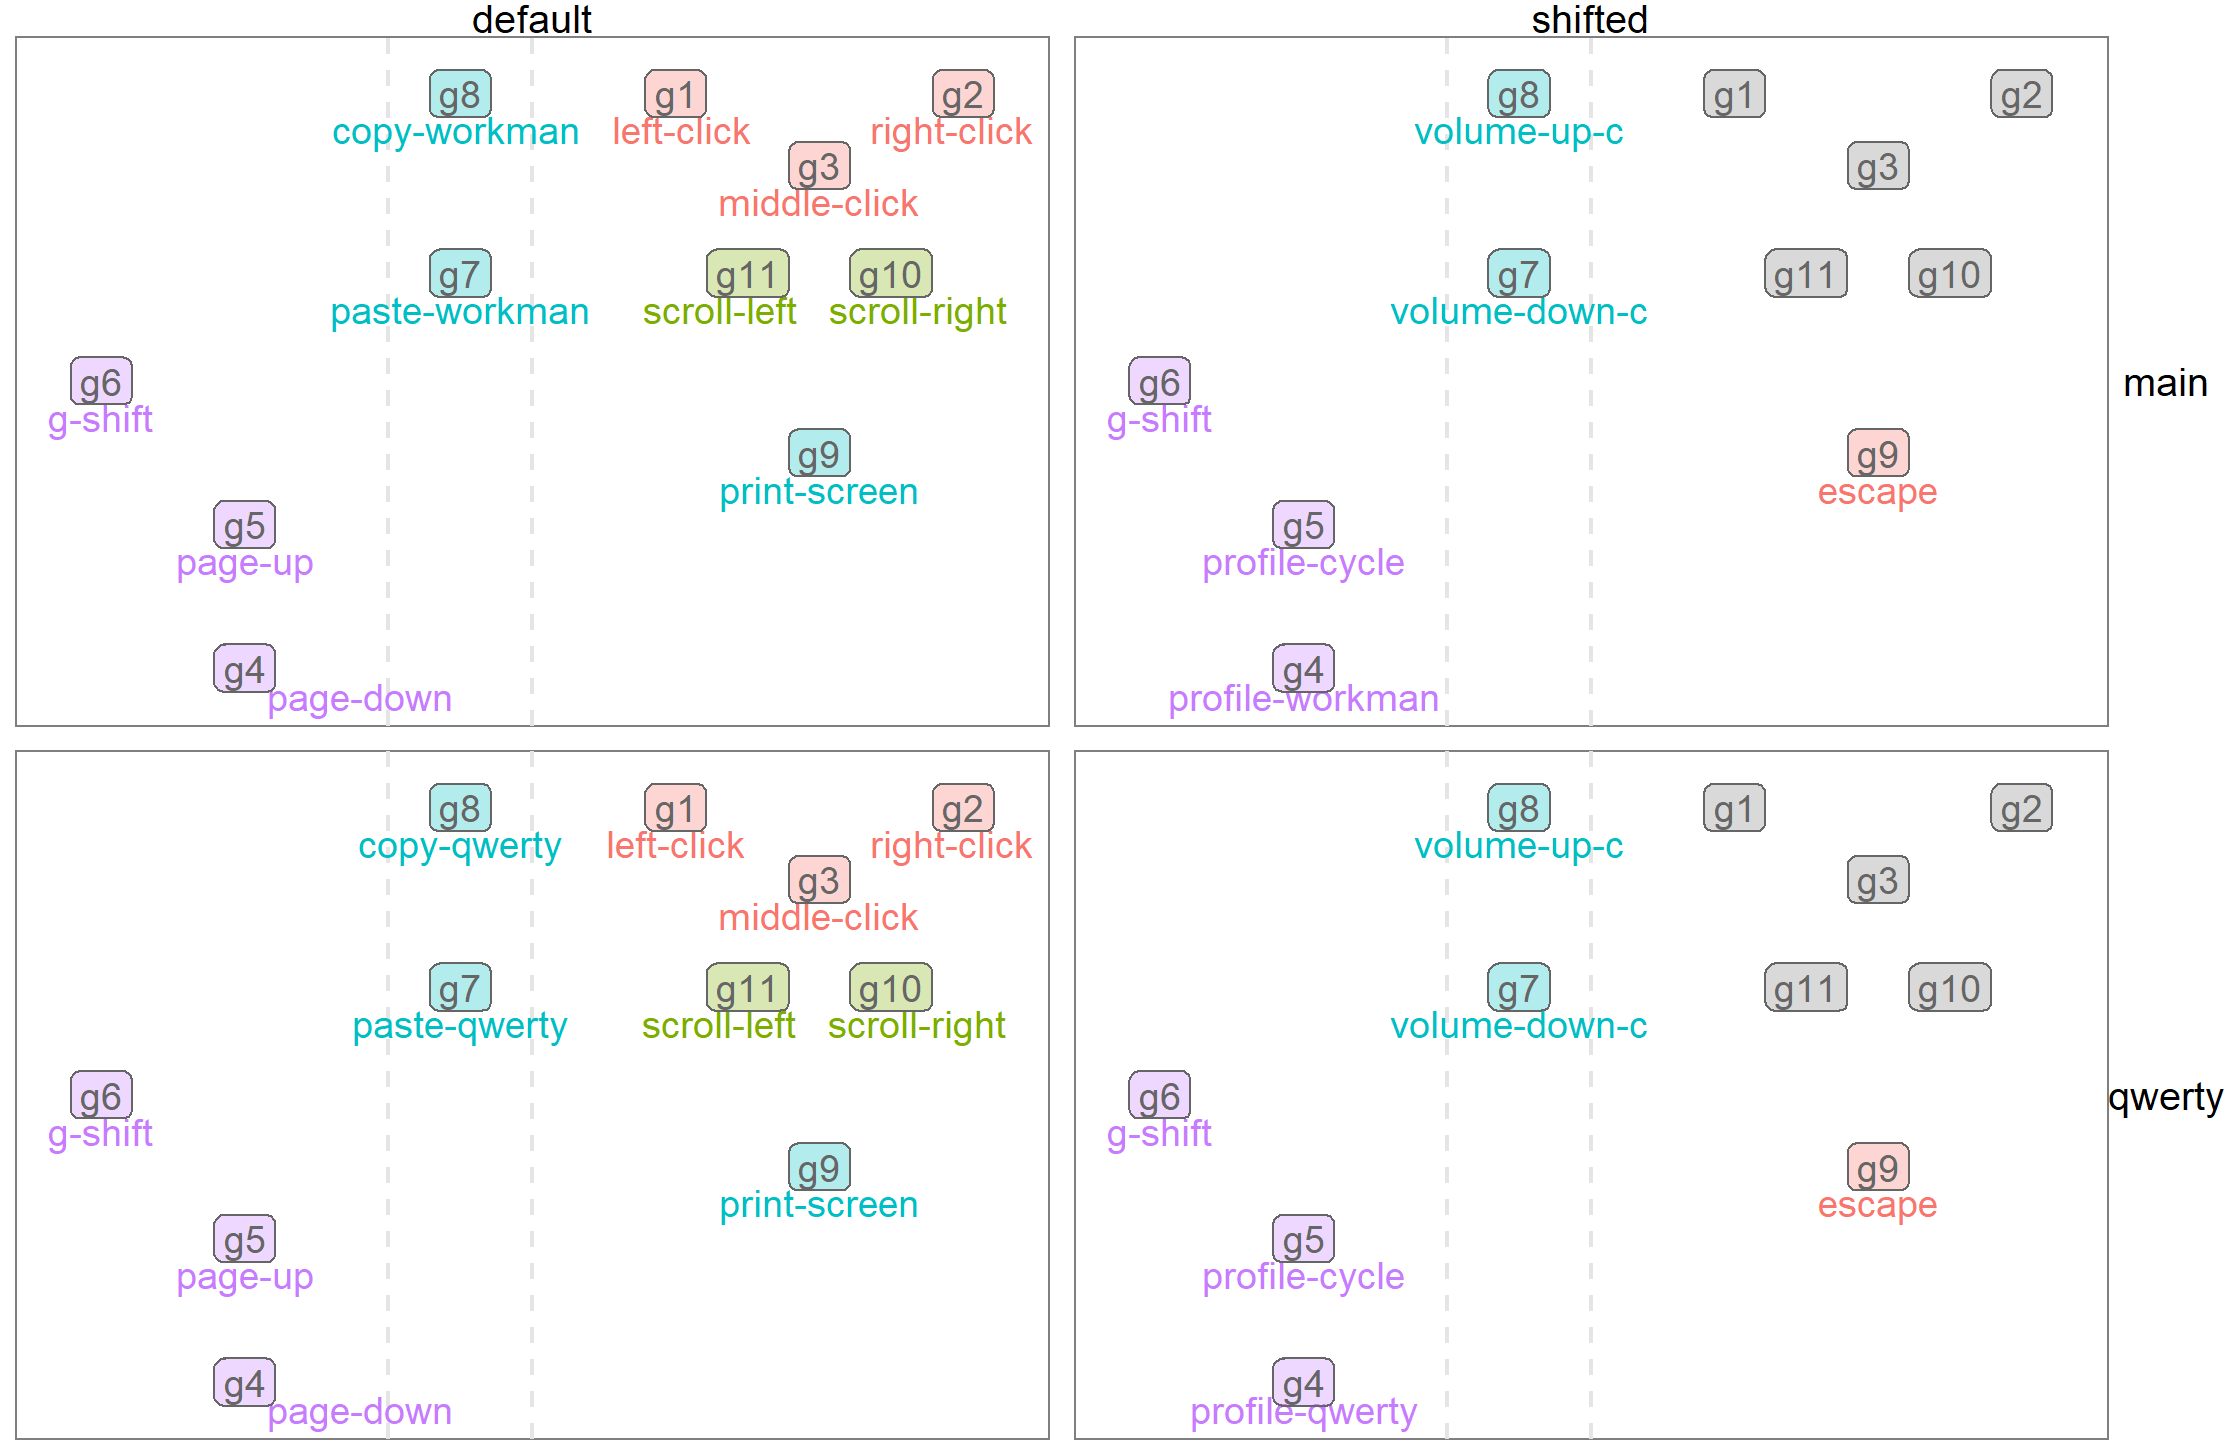 default
shifted
g8 g1 g2
copy-workman left-click right-click
g3
middle-click
g7 g11 g10
paste-workman scroll-left scroll-right
g6
g-shift
g9
print-screen
g5
page-up
g4
page-down
g8 g1 g2
volume-up-c
g3
g7 g11 g10
volume-down-c
g6
g-shift
g9
escape
g5
profile-cycle
g4
profile-workman
main
g8 g1 g2
copy-qwerty left-click right-click
g3
middle-click
g7 g11 g10
paste-qwerty scroll-left scroll-right
g6
g-shift
g9
print-screen
g5
page-up
g4
page-down
g8 g1 g2
volume-up-c
g3
g7 g11 g10
volume-down-c
g6
g-shift
g9
escape
g5
profile-cycle
g4
profile-qwerty
qwerty